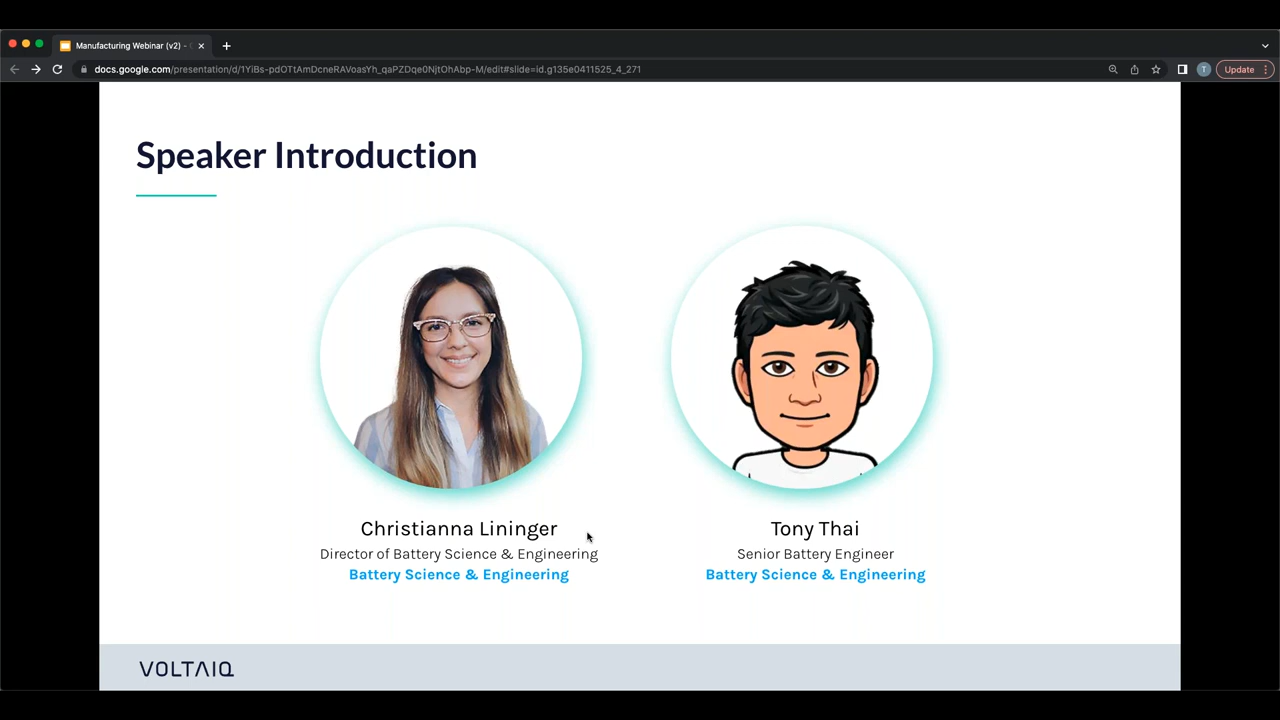 Manufacturing Webinar (v2) -
docs.google.com/presentation/d/1YiBs-pdOTtAmDcneRAVoasYh_qaPZDqe0NjtOhAbp-M/edit#slide=id.g135e0411525_4_271
T
Update
Speaker Introduction
Christianna Lininger
Director of Battery Science & Engineering
Battery Science & Engineering
Tony Thai
Senior Battery Engineer
Battery Science & Engineering
VOLTAIQ